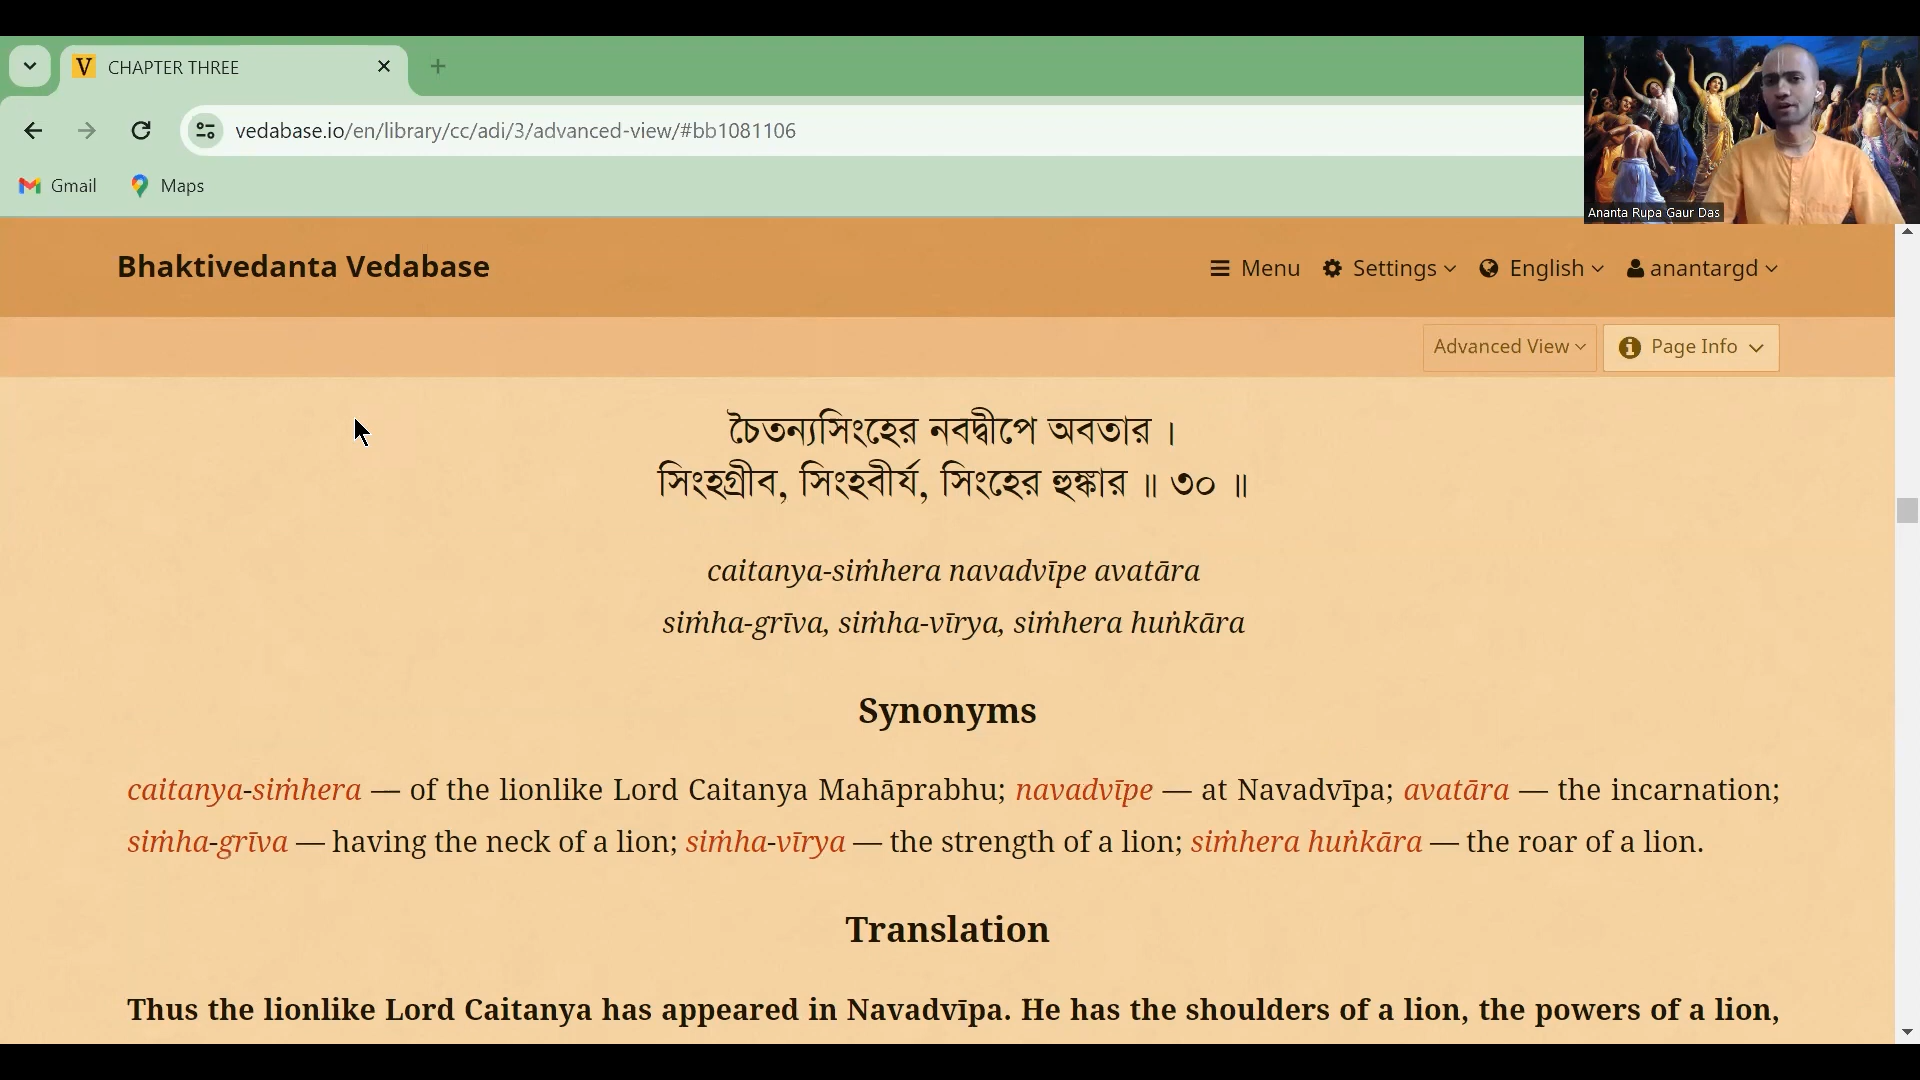 CHAPTER THREE
vedabase.io/en/library/cc/adi/3/advanced-view/#bb1081106
Gmail Maps
Ananta Rupa Gaur Das
Bhaktivedanta Vedabase
Menu Settings English anantargd
Advanced View Page Info
চৈতন্যসিংহের নবদ্বীপে অবতার ।
সিংহগ্রীব, সিংহবীর্য, সিংহের হুঙ্কার ॥ ৩০ ॥
caitanya-siṁhera navadvīpe avatāra
siṁha-grīva, siṁha-vīrya, siṁhera huṅkāra
Synonyms
caitanya-siṁhera — of the lionlike Lord Caitanya Mahāprabhu; navadvīpe — at Navadvīpa; avatāra — the incarnation;
siṁha-grīva — having the neck of a lion; siṁha-vīrya — the strength of a lion; siṁhera huṅkāra — the roar of a lion.
Translation
Thus the lionlike Lord Caitanya has appeared in Navadvīpa. He has the shoulders of a lion, the powers of a lion,